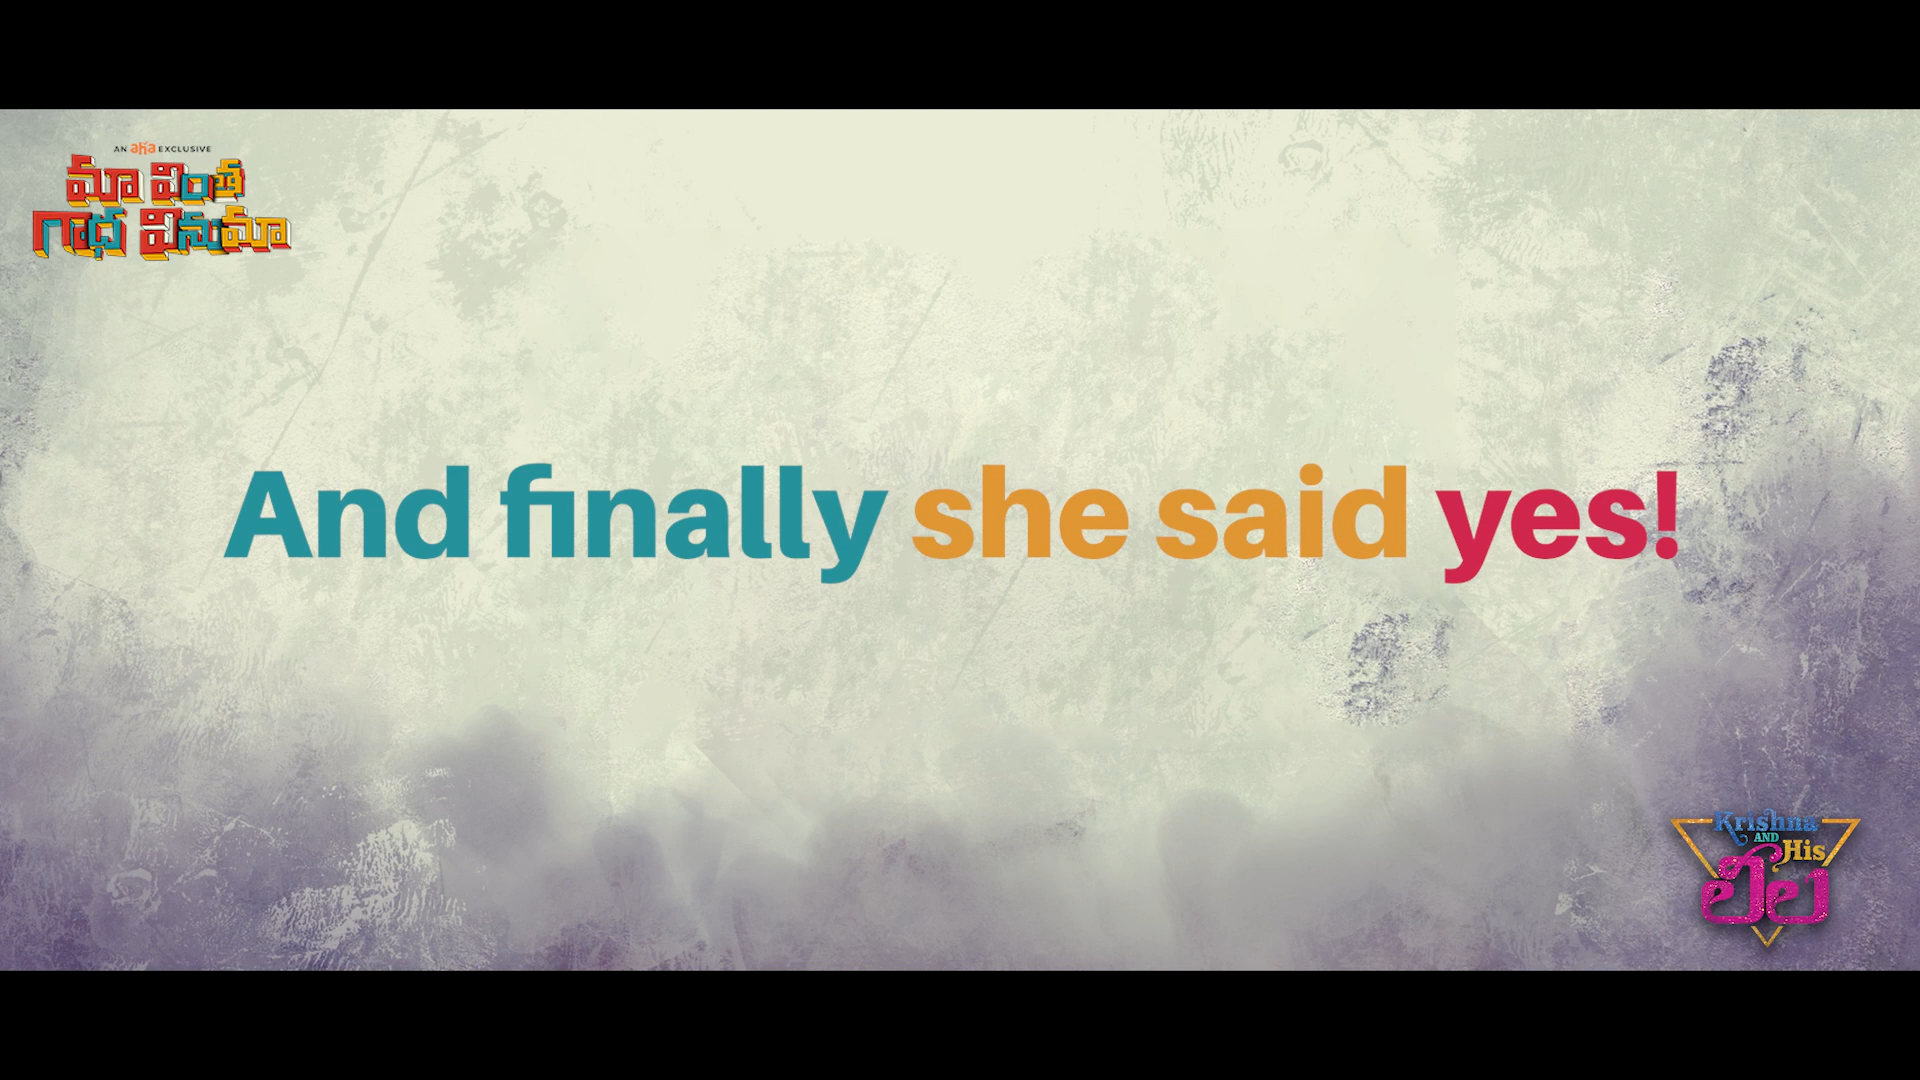 AN aha EXCLUSIVE
మా వింత
గాధ వినుమా
And finally she said yes!
Krishna
AND
His
లీల